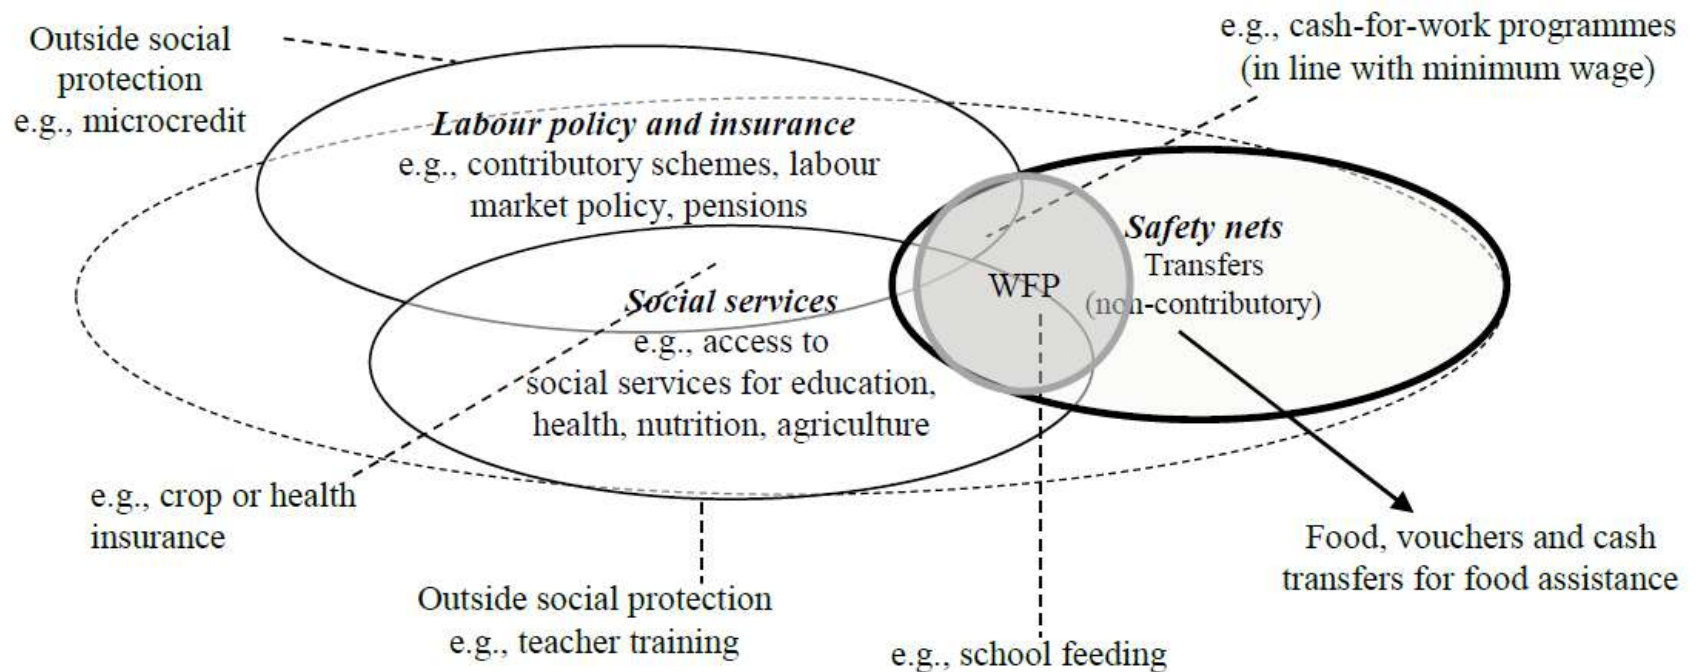 Outside social
protection
e.g., microcredit
e.g., cash-for-work programmes
(in line with minimum wage)
Labour policy and insurance
e.g., contributory schemes, labour
market policy, pensions
Safety nets
Transfers
(non-contributory)
WFP
Social services
e.g., access to
social services for education,
health, nutrition, agriculture
e.g., crop or health
insurance
Food, vouchers and cash
transfers for food assistance
Outside social protection
e.g., teacher training
e.g., school feeding